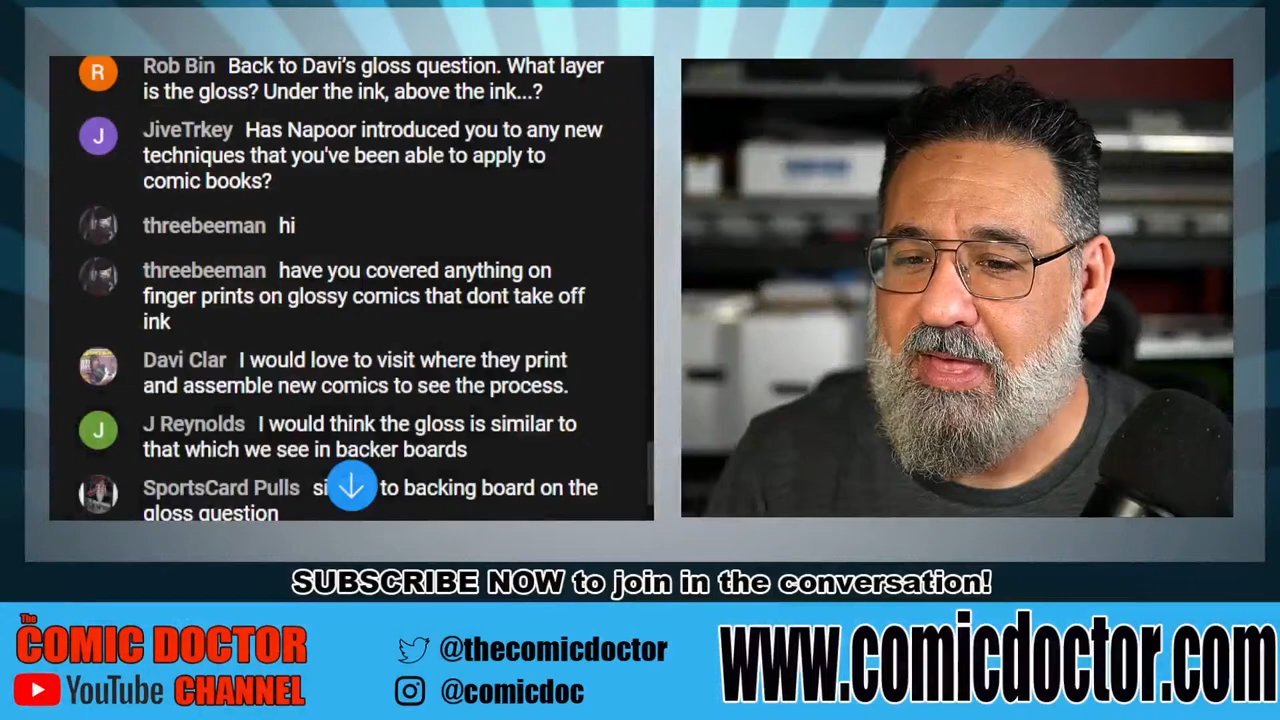 Rob Bin Back to Davi's gloss question. What layer
is the gloss? Under the ink, above the ink...?
JiveTrkey Has Napoor introduced you to any new
techniques that you've been able to apply to
comic books?
threebeeman hi
threebeeman have you covered anything on
finger prints on glossy comics that dont take off
ink
Davi Clar I would love to visit where they print
and assemble new comics to see the process.
J Reynolds I would think the gloss is similar to
that which we see in backer boards
SportsCard Pulls to backing board on the
gloss question
SUBSCRIBE NOW to join in the conversation!
The
COMIC DOCTOR
YouTube CHANNEL
@thecomicdoctor
@comicdoc
www.comicdoctor.com